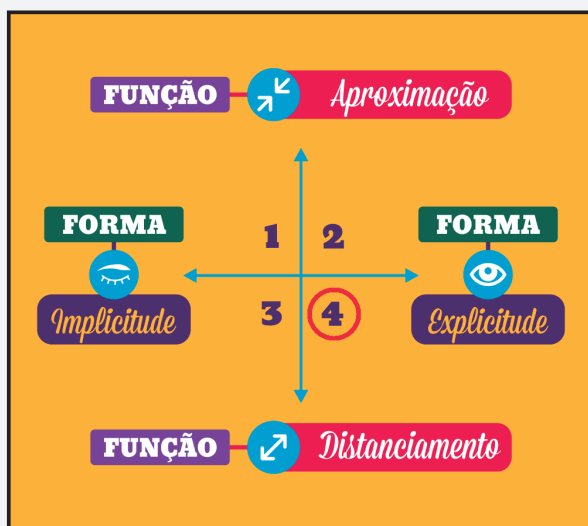 FUNÇÃO Aproximação
FORMA FORMA
1 2
Implicitude 3 4 Explicitude
FUNÇÃO Distanciamento